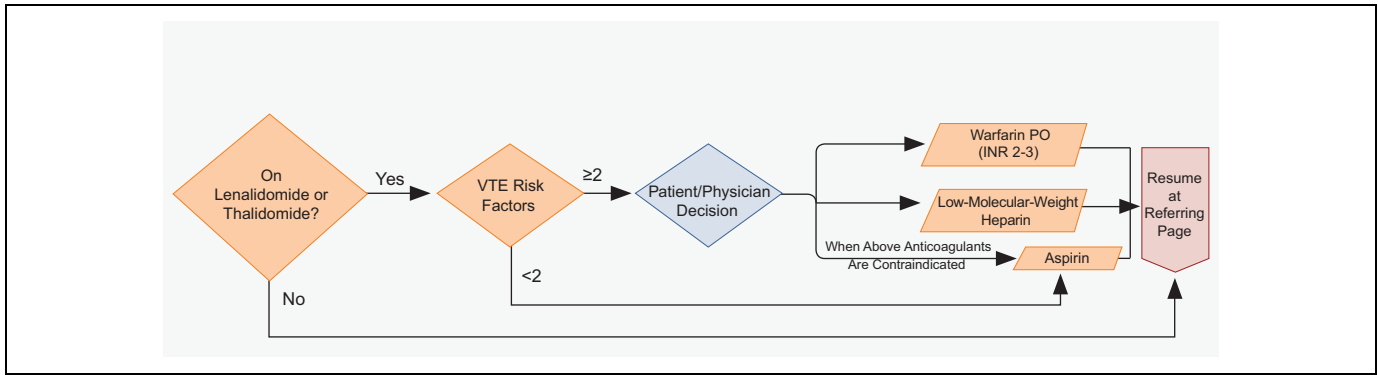 On
Lenalidomide or
Thalidomide?
Yes
No
VTE Risk
Factors
≥2
<2
Patient/Physician
Decision
Warfarin PO
(INR 2-3)
Low-Molecular-Weight
Heparin
When Above Anticoagulants
Are Contraindicated
Aspirin
Resume
at
Referring
Page